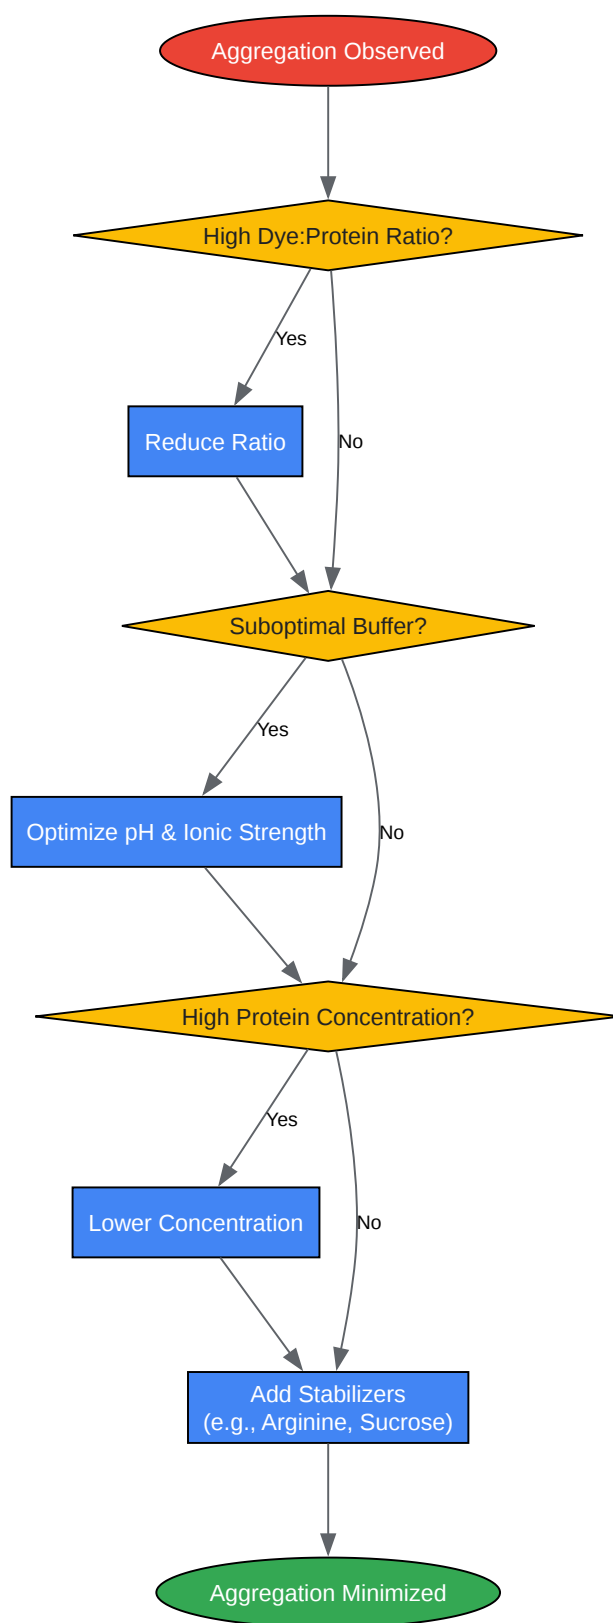 Aggregation Observed
High Dye:Protein Ratio?
Yes
Reduce Ratio
No
Suboptimal Buffer?
Yes
Optimize pH & Ionic Strength
No
High Protein Concentration?
Yes
Lower Concentration
No
Add Stabilizers
(e.g., Arginine, Sucrose)
Aggregation Minimized